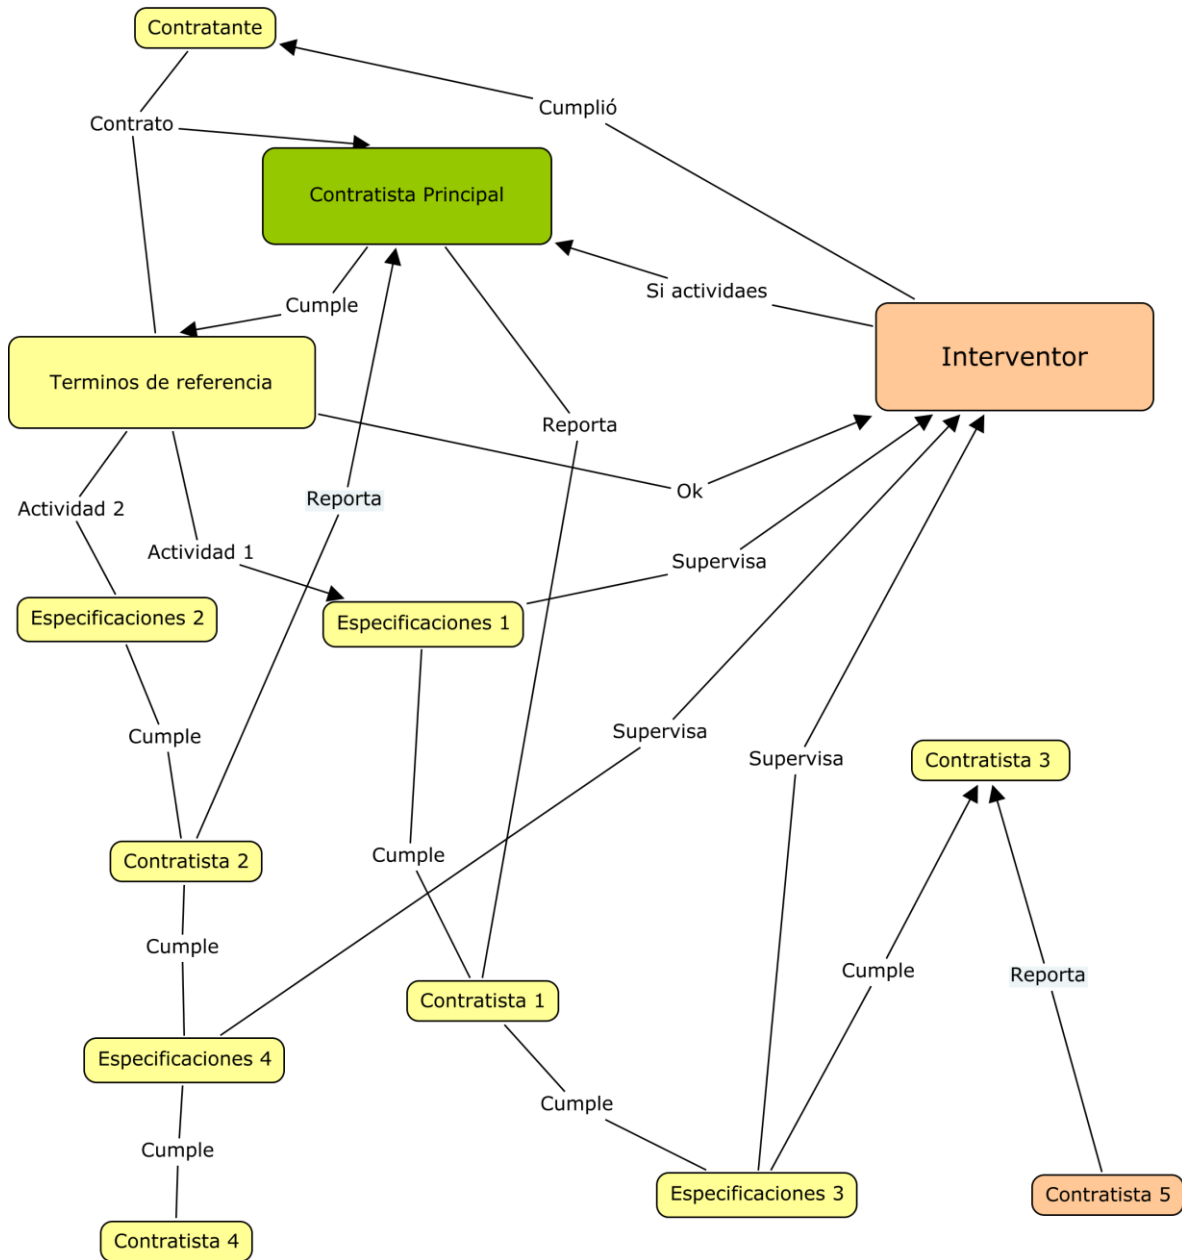 Contratante
Cumplió
Contrato
Contratista Principal
Si actividaes
Cumple
Interventor
Terminos de referencia
Reporta
Ok
Reporta
Actividad 2
Actividad 1
Supervisa
Especificaciones 2
Especificaciones 1
Cumple
Supervisa
Supervisa
Contratista 3
Cumple
Contratista 2
Cumple
Cumple
Reporta
Contratista 1
Especificaciones 4
Cumple
Cumple
Especificaciones 3
Contratista 5
Contratista 4